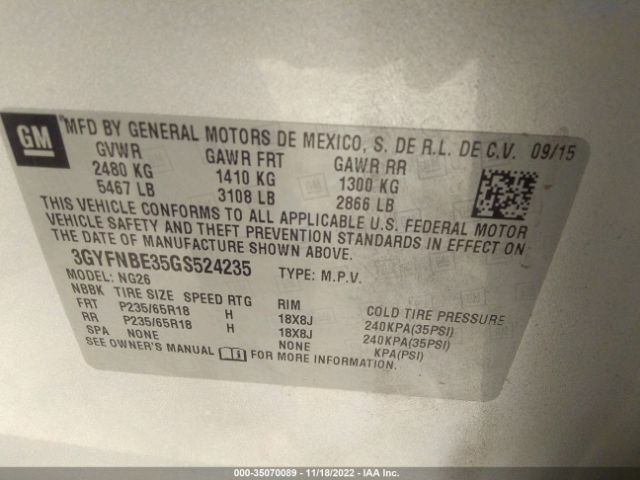 GM
MFD BY GENERAL MOTORS DE MEXICO, S. DE R.L. DE C.V. 09/15
GVWR GAWR FRT GAWR RR
2480 KG 1410 KG 1300 KG
5467 LB 3108 LB 2866 LB
THIS VEHICLE CONFORMS TO ALL APPLICABLE U.S. FEDERAL MOTOR
VEHICLE SAFETY AND THEFT PREVENTION STANDARDS IN EFFECT ON
THE DATE OF MANUFACTURE SHOWN ABOVE.
3GYFNBE35GS524235 TYPE: M.P.V.
MODEL: NG26
NBBK TIRE SIZE SPEED RTG RIM COLD TIRE PRESSURE
FRT P235/65R18 H 18X8J 240KPA(35PSI)
RR P235/65R18 H 18X8J 240KPA(35PSI)
SPA NONE NONE KPA(PSI)
SEE OWNER'S MANUAL FOR MORE INFORMATION.
000-35070089 - 11/18/2022 - IAA Inc.